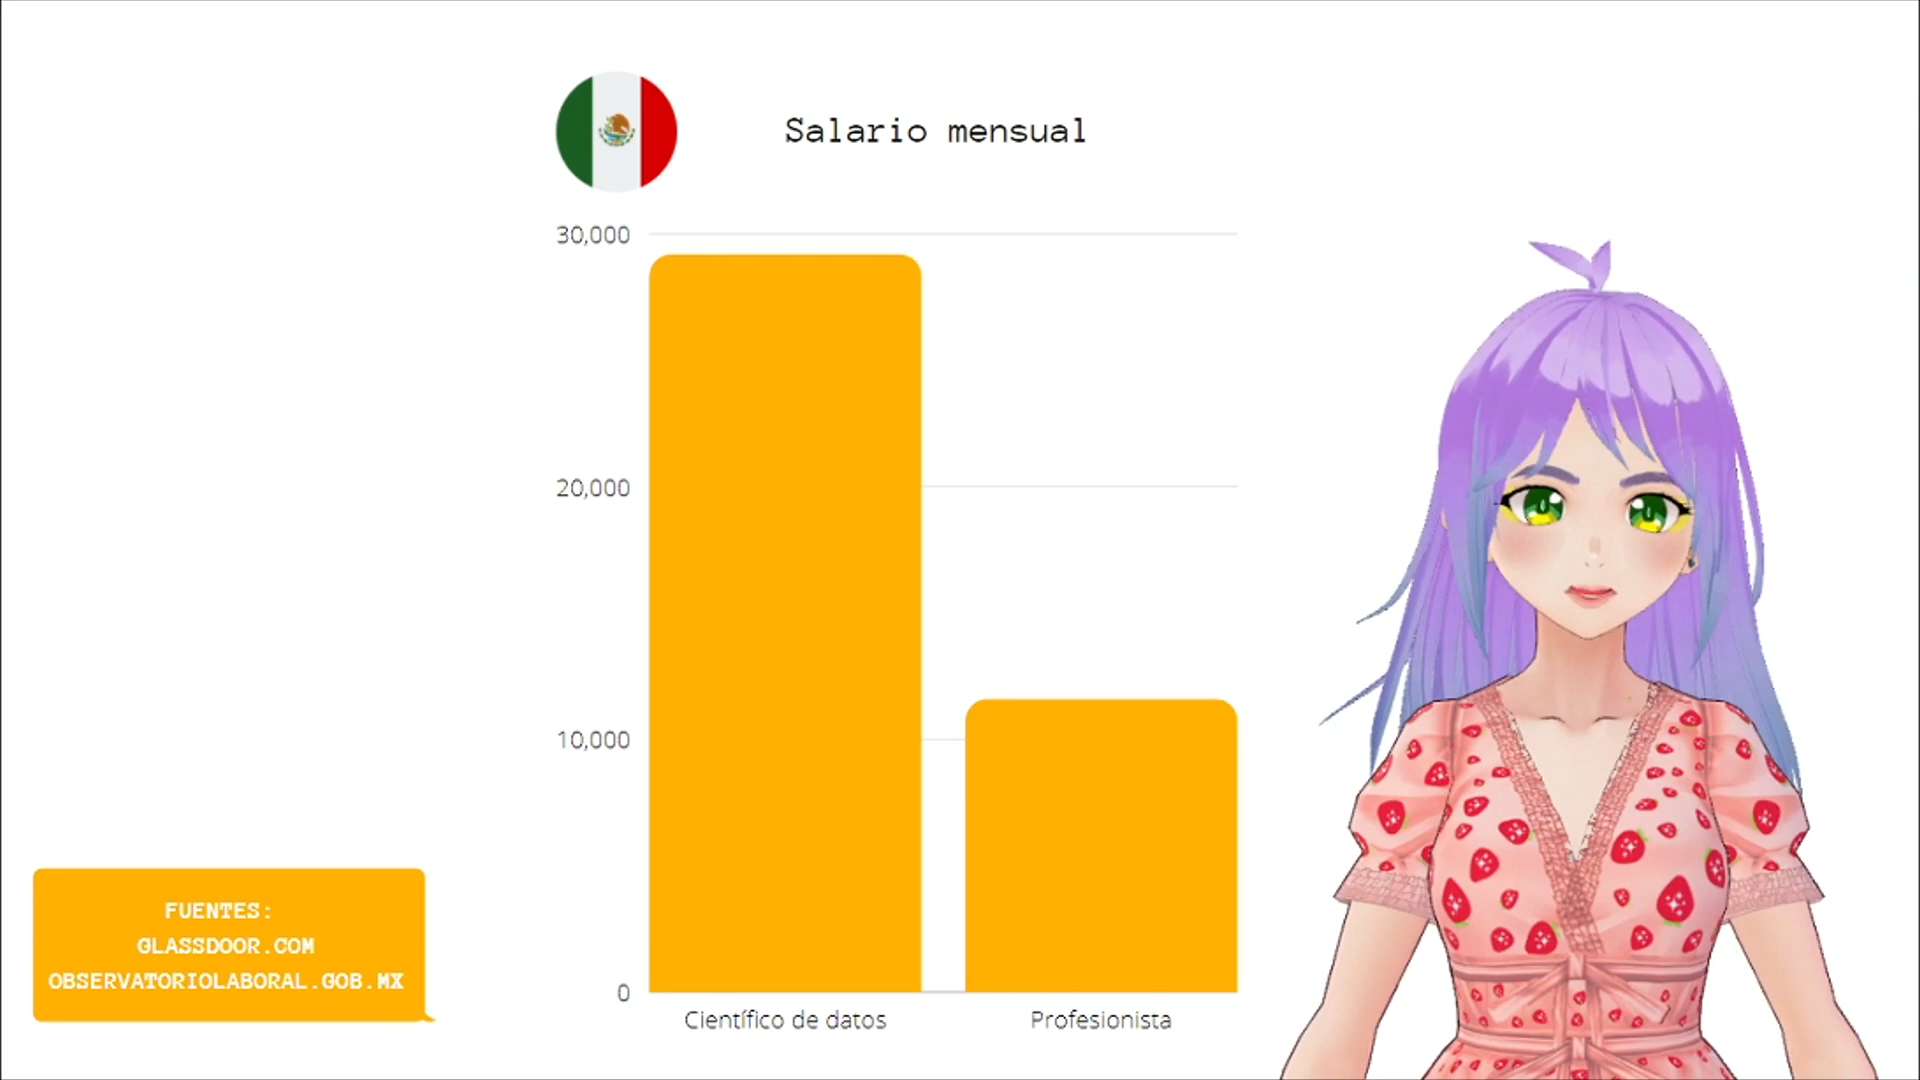 Salario mensual
30,000
20,000
10,000
0
Científico de datos
Profesionista
FUENTES:
GLASSDOOR.COM
OBSERVATORIOLABORAL.GOB.MX